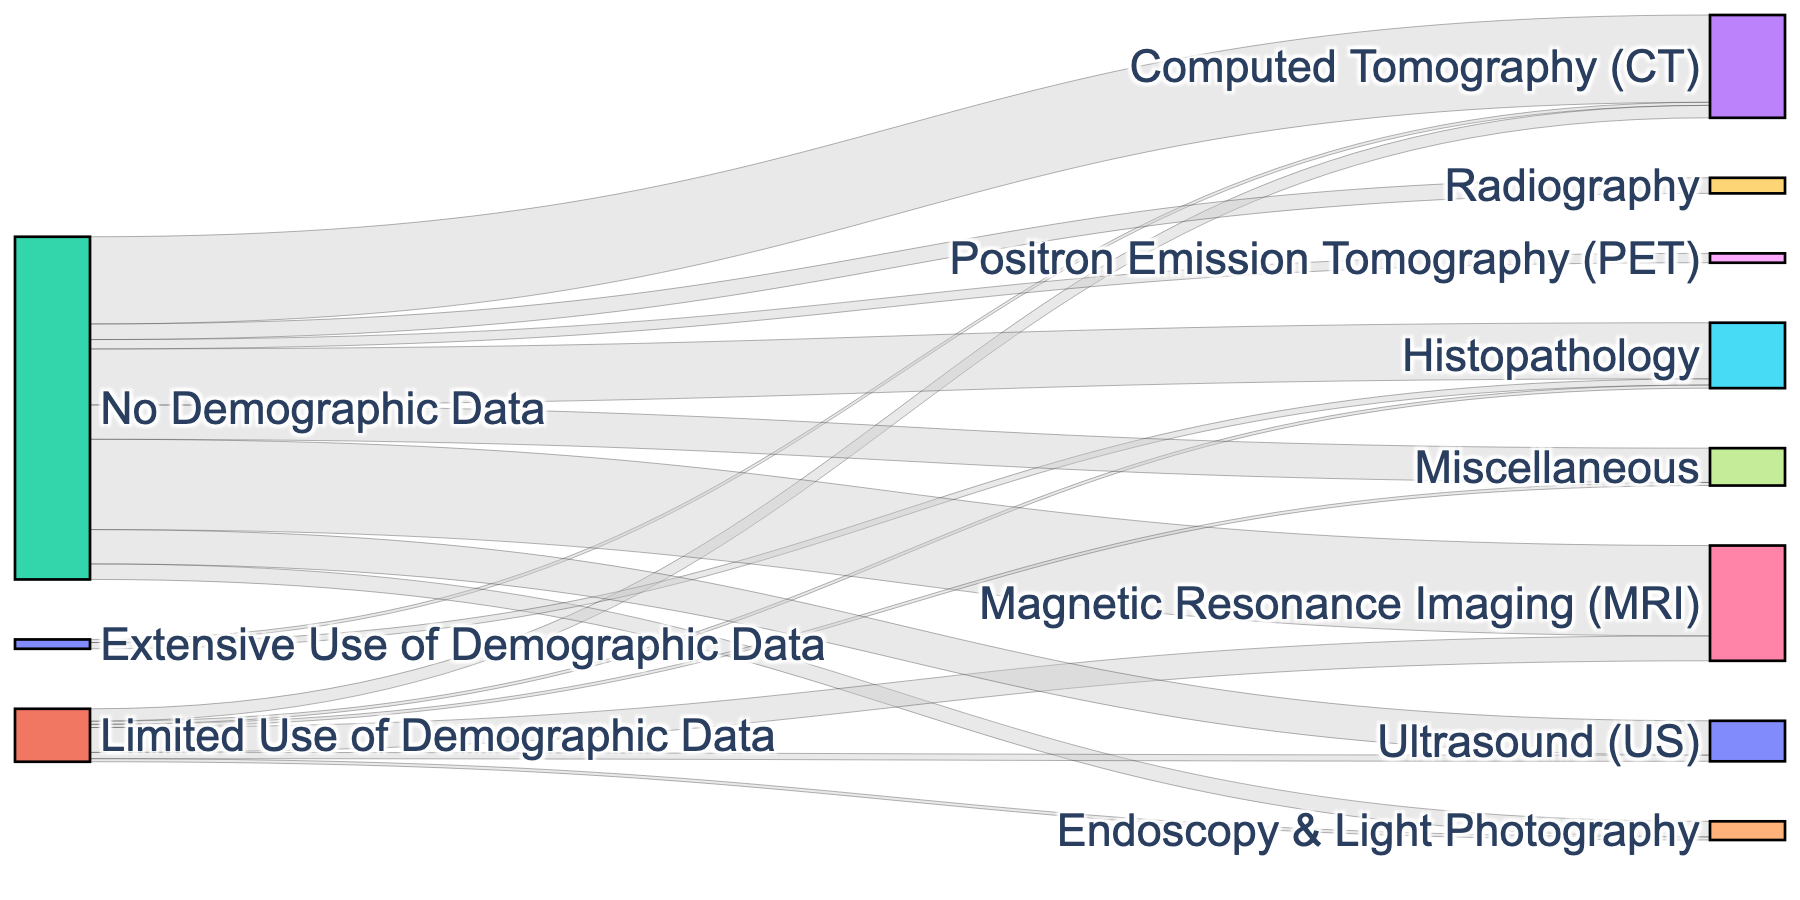 Computed Tomography (CT)
Radiography
Positron Emission Tomography (PET)
Histopathology
No Demographic Data
Miscellaneous
Magnetic Resonance Imaging (MRI)
Extensive Use of Demographic Data
Limited Use of Demographic Data
Ultrasound (US)
Endoscopy & Light Photography